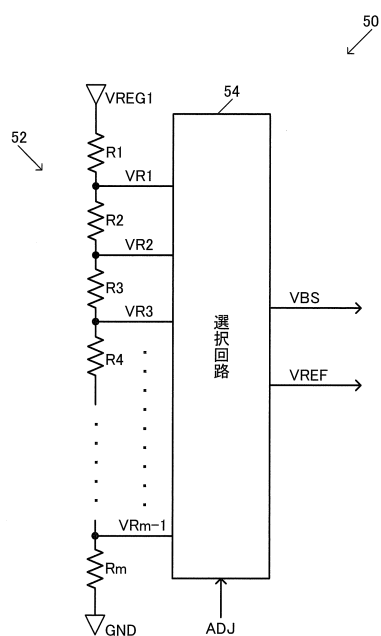 50
VREG1
54
52
R1
VR1
R2
VR2
R3
VR3
R4
選択回路
VBS
VREF
VRm-1
Rm
GND
ADJ